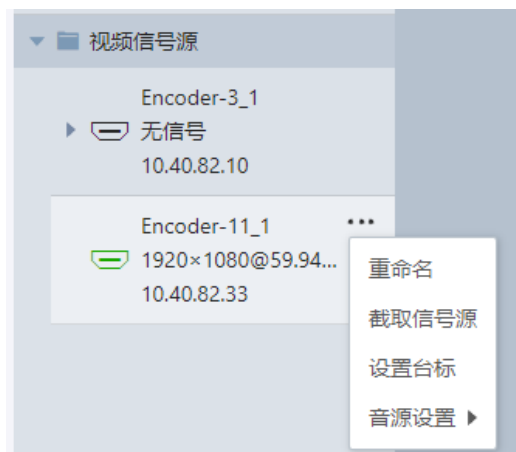 视频信号源
Encoder-3_1
无信号
10.40.82.10
Encoder-11_1
1920×1080@59.94...
10.40.82.33
重命名
截取信号源
设置台标
音源设置